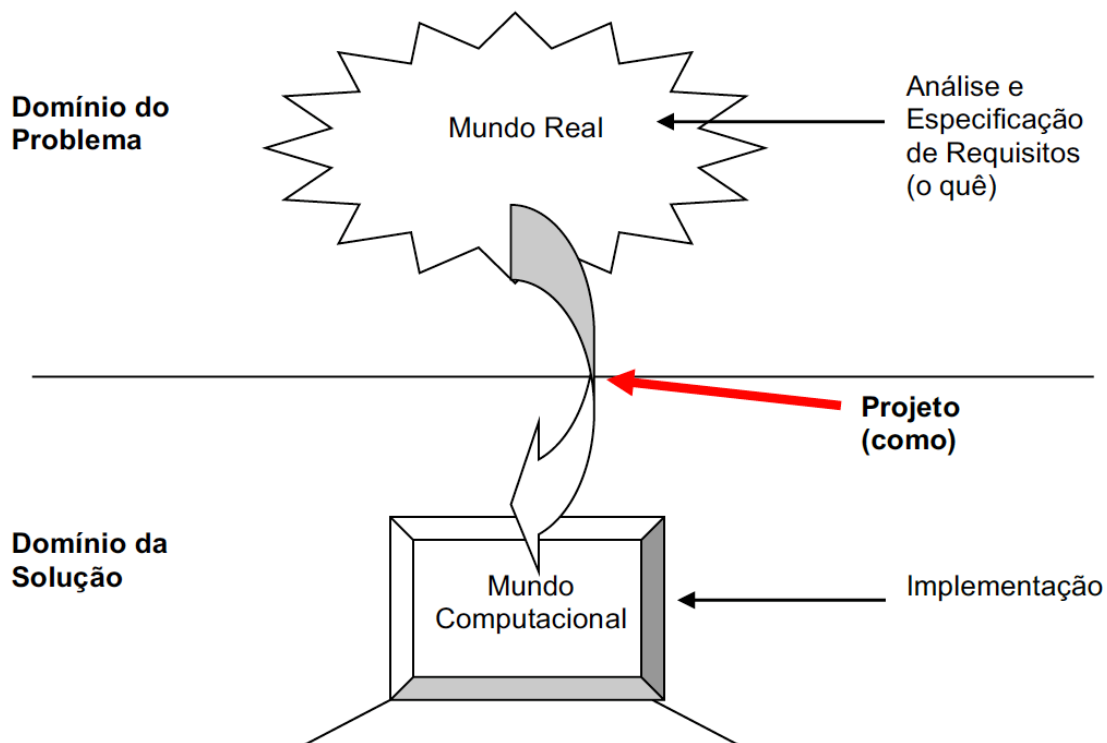 Domínio do
Problema
Mundo Real
Análise e
Especificação
de Requisitos
(o quê)
Projeto
(como)
Domínio da
Solução
Mundo
Computacional
Implementação